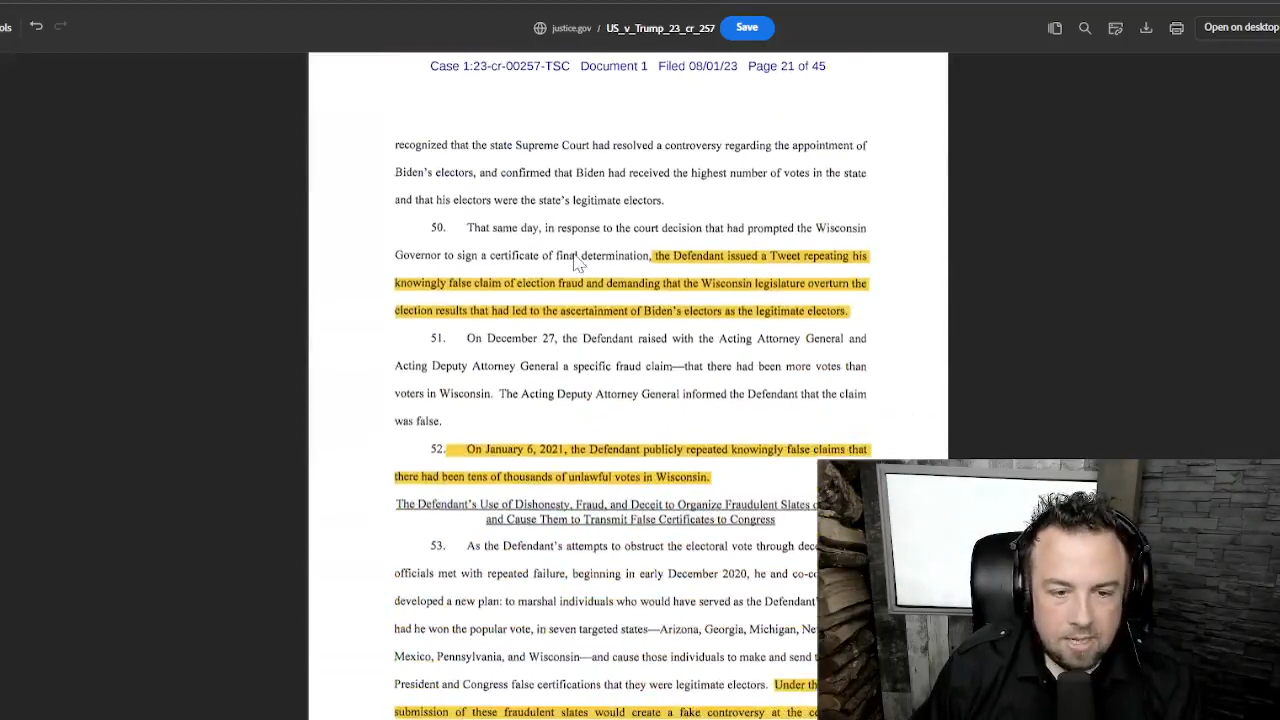 ols
justice.gov / US_v_Trump_23_cr_257 Save Open on desktop
Case 1:23-cr-00257-TSC Document 1 Filed 08/01/23 Page 21 of 45
recognized that the state Supreme Court had resolved a controversy regarding the appointment of
Biden's electors, and confirmed that Biden had received the highest number of votes in the state
and that his electors were the state's legitimate electors.
50. That same day, in response to the court decision that had prompted the Wisconsin
Governor to sign a certificate of final determination, the Defendant issued a Tweet repeating his
knowingly false claim of election fraud and demanding that the Wisconsin legislature overturn the
election results that had led to the ascertainment of Biden's electors as the legitimate electors.
51. On December 27, the Defendant raised with the Acting Attorney General and
Acting Deputy Attorney General a specific fraud claim—that there had been more votes than
voters in Wisconsin. The Acting Deputy Attorney General informed the Defendant that the claim
was false.
52. On January 6, 2021, the Defendant publicly repeated knowingly false claims that
there had been tens of thousands of unlawful votes in Wisconsin.
The Defendant's Use of Dishonesty, Fraud, and Deceit to Organize Fraudulent Slates
and Cause Them to Transmit False Certificates to Congress
53. As the Defendant's attempts to obstruct the electoral vote through dec
officials met with repeated failure, beginning in early December 2020, he and co-co
developed a new plan: to marshal individuals who would have served as the Defendant'
had he won the popular vote, in seven targeted states—Arizona, Georgia, Michigan, Ne
Mexico, Pennsylvania, and Wisconsin—and cause those individuals to make and send t
President and Congress false certifications that they were legitimate electors. Under th
submission of these fraudulent slates would create a fake controversy at the ce